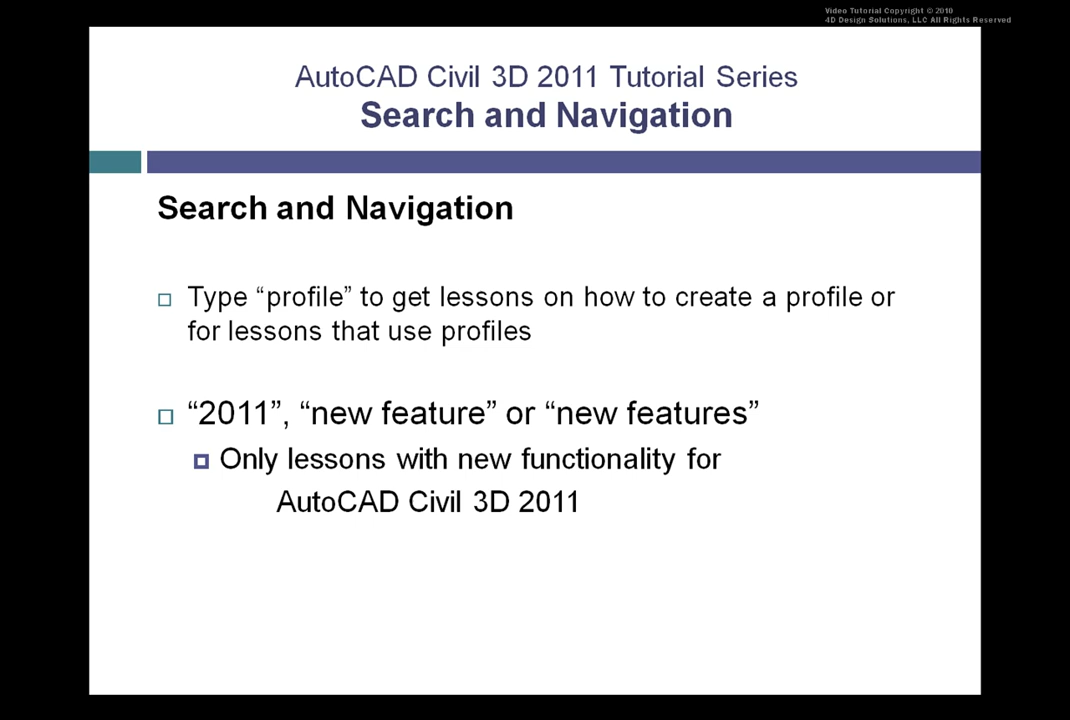 Video Tutorial Copyright © 2010
4D Design Solutions, LLC All Rights Reserved
AutoCAD Civil 3D 2011 Tutorial Series
Search and Navigation
Search and Navigation
Type “profile” to get lessons on how to create a profile or
for lessons that use profiles
“2011”, “new feature” or “new features”
Only lessons with new functionality for
AutoCAD Civil 3D 2011